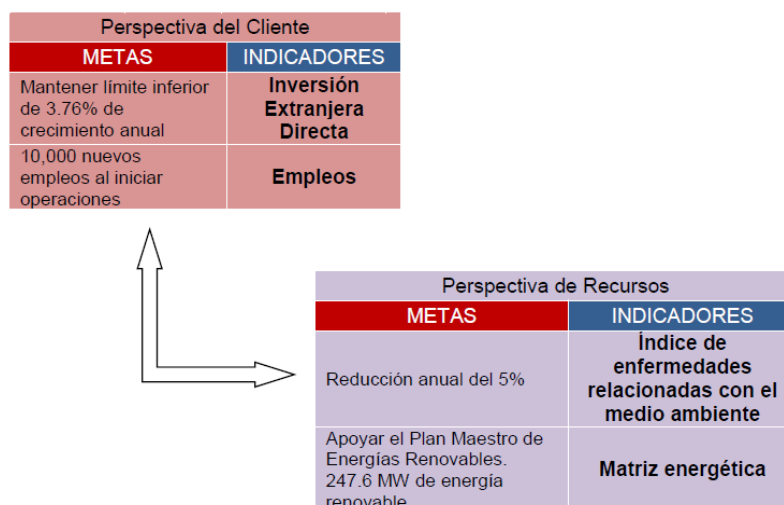 Perspectiva del Cliente
METAS INDICADORES
Mantener límite inferior
de 3.76% de
crecimiento anual
Inversión
Extranjera
Directa
10,000 nuevos
empleos al iniciar
operaciones
Empleos
Perspectiva de Recursos
METAS INDICADORES
Reducción anual del 5%
Índice de
enfermedades
relacionadas con el
medio ambiente
Apoyar el Plan Maestro de
Energías Renovables.
247.6 MW de energía
renovable
Matriz energética